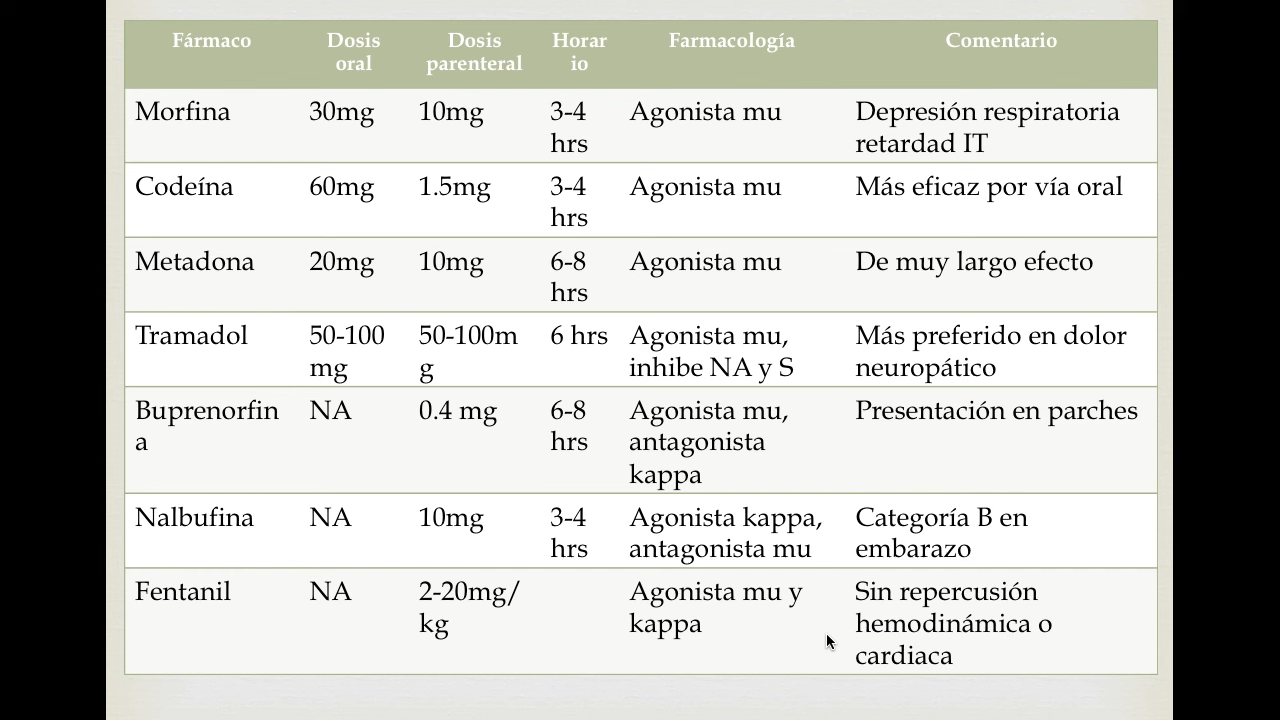 Fármaco Dosis oral Dosis parenteral Horar io Farmacología Comentario
Morfina 30mg 10mg 3-4 hrs Agonista mu Depresión respiratoria retardad IT
Codeína 60mg 1.5mg 3-4 hrs Agonista mu Más eficaz por vía oral
Metadona 20mg 10mg 6-8 hrs Agonista mu De muy largo efecto
Tramadol 50-100 mg 50-100m g 6 hrs Agonista mu, inhibe NA y S Más preferido en dolor neuropático
Buprenorfin a NA 0.4 mg 6-8 hrs Agonista mu, antagonista kappa Presentación en parches
Nalbufina NA 10mg 3-4 hrs Agonista kappa, antagonista mu Categoría B en embarazo
Fentanil NA 2-20mg/ kg Agonista mu y kappa Sin repercusión hemodinámica o cardiaca